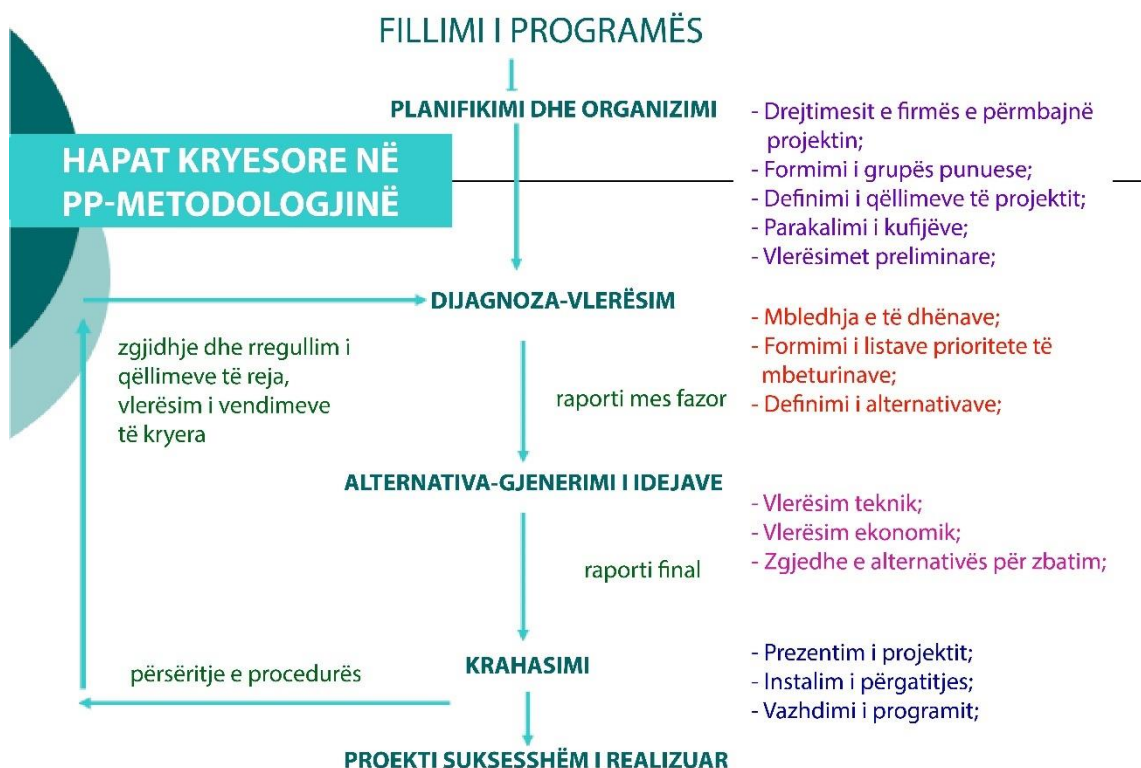 FILLIMI I PROGRAMËS
PLANIFIKIMI DHE ORGANIZIMI
- Drejtimesit e firmës e përmbajnë
projektin;
- Formimi i grupës punuese;
- Definimi i qëllimeve të projektit;
- Parakalimi i kufijëve;
- Vlerësimet preliminare;
HAPAT KRYESORE NË
PP-METODOLOGJINË
DIJAGNOZA-VLERËSIM
- Mbledhja e të dhënave;
- Formimi i listave prioritete të
mbeturinave;
- Definimi i alternativave;
zgjidhje dhe rregullim i
qëllimeve të reja,
vlerësim i vendimeve
të kryera
raporti mes fazor
ALTERNATIVA-GJENERIMI I IDEJAVE
- Vlerësim teknik;
- Vlerësim ekonomik;
- Zgjedhe e alternativës për zbatim;
raporti final
KRAHASIMI
- Prezentim i projektit;
- Instalim i përgatitjes;
- Vazhdimi i programit;
përsëritje e procedurës
PROEKTI SUKSESSHËM I REALIZUAR